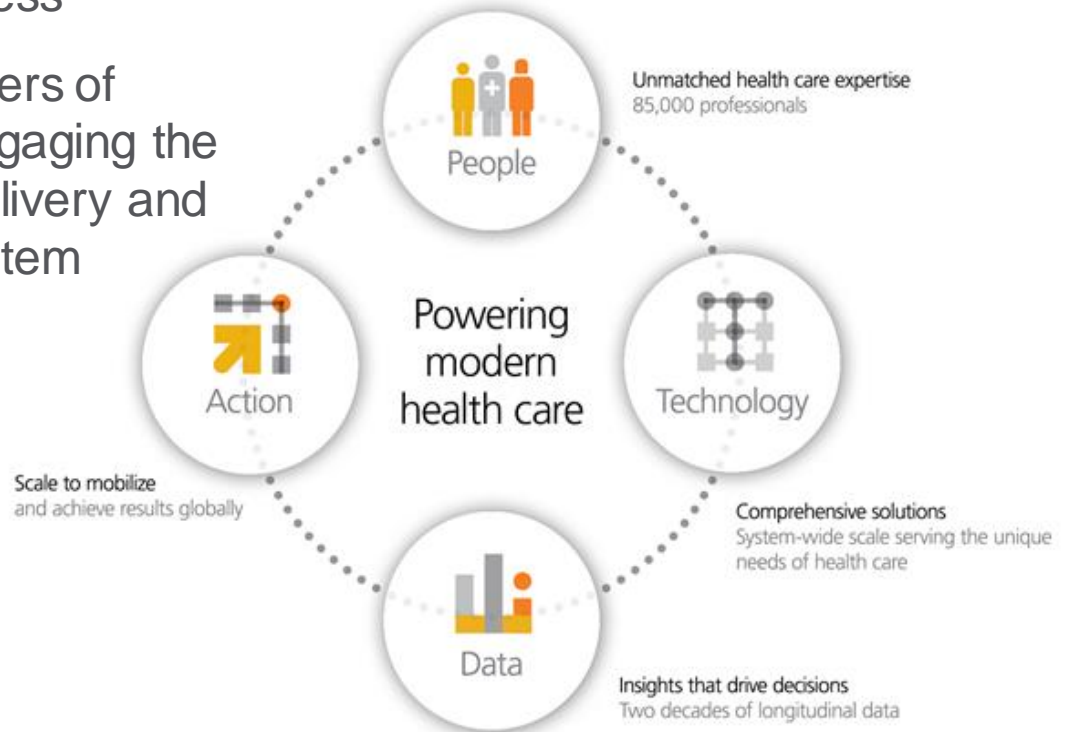 ers of
gaging the
livery and
tem
People
Unmatched health care expertise
85,000 professionals
Action
Powering
modern
health care
Technology
Scale to mobilize
and achieve results globally
Comprehensive solutions
System-wide scale serving the unique
needs of health care
Data
Insights that drive decisions
Two decades of longitudinal data